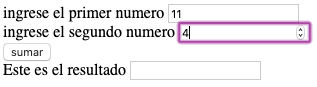 ingrese el primer numero 11
ingrese el segundo numero 4
sumar
Este es el resultado